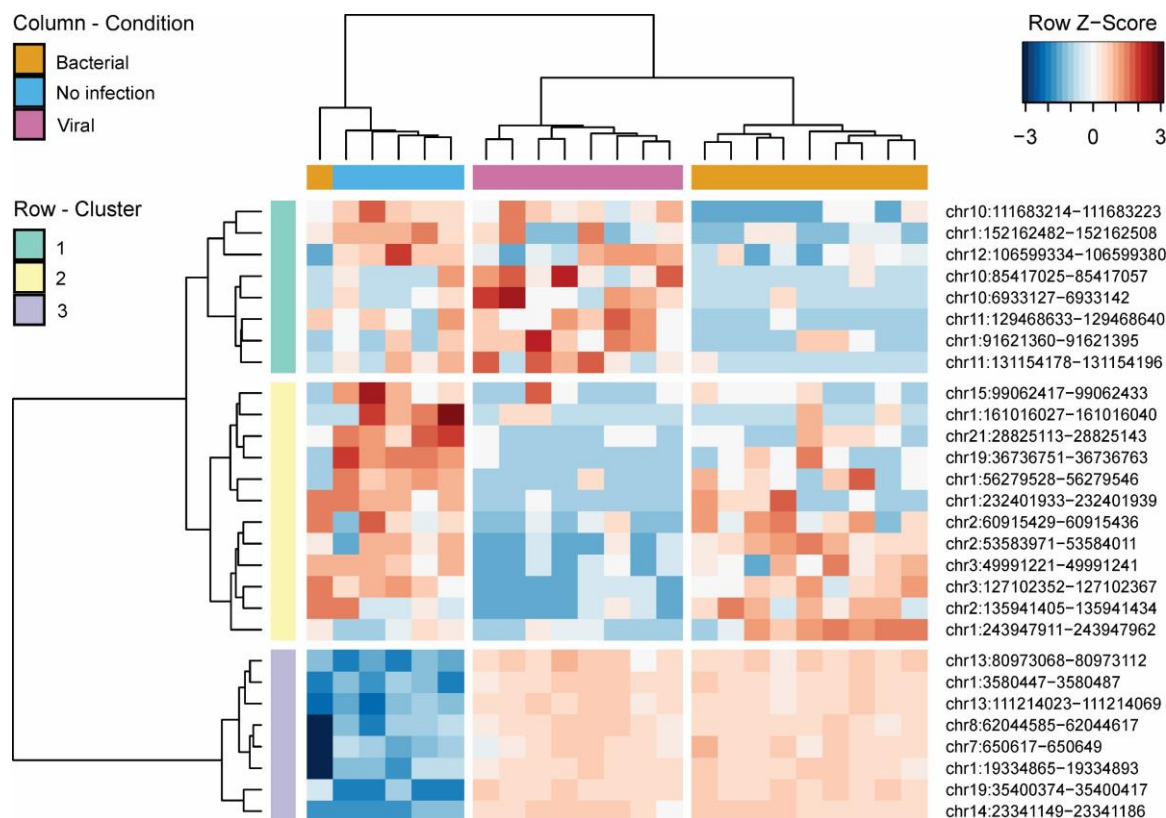 Column - Condition
Bacterial
No infection
Viral
Row Z-Score
-3 0 3
Row - Cluster
1
2
3
chr10:111683214-111683223
chr1:152162482-152162508
chr12:106599334-106599380
chr10:85417025-85417057
chr10:6933127-6933142
chr11:129468633-129468640
chr1:91621360-91621395
chr11:131154178-131154196
chr15:99062417-99062433
chr1:161016027-161016040
chr21:28825113-28825143
chr19:36736751-36736763
chr1:56279528-56279546
chr1:232401933-232401939
chr2:60915429-60915436
chr2:53583971-53584011
chr3:49991221-49991241
chr3:127102352-127102367
chr2:135941405-135941434
chr1:243947911-243947962
chr13:80973068-80973112
chr1:3580447-3580487
chr13:111214023-111214069
chr8:62044585-62044617
chr7:650617-650649
chr1:19334865-19334893
chr19:35400374-35400417
chr14:23341149-23341186